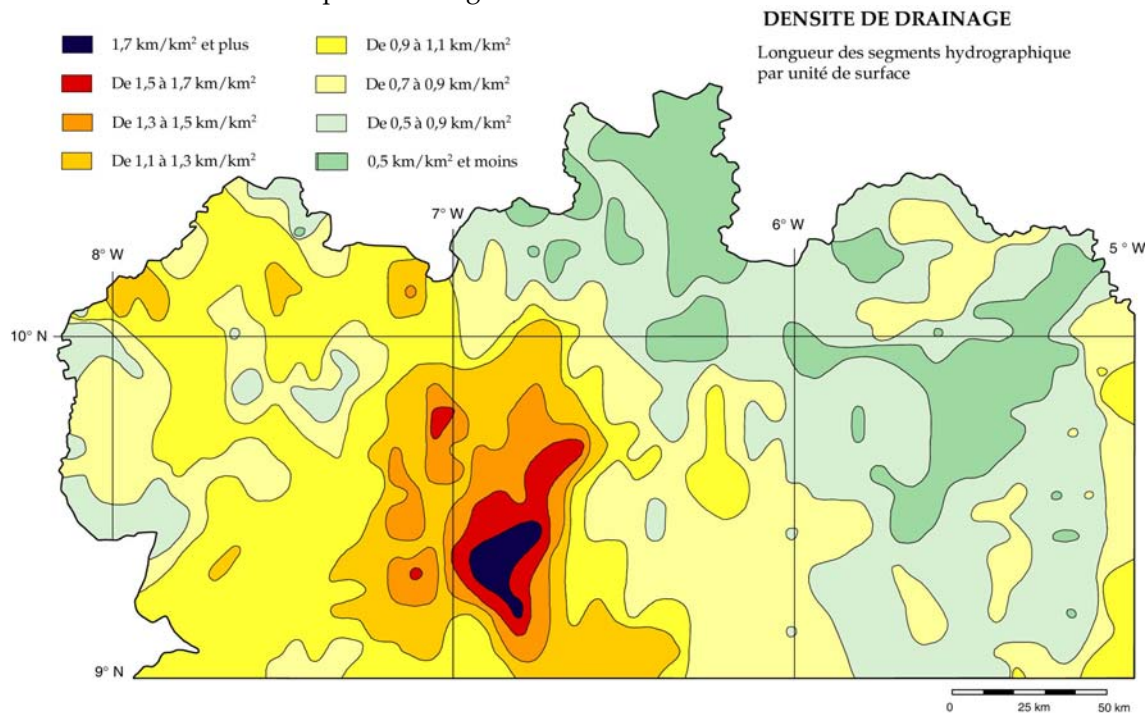 DENSITE DE DRAINAGE
Longueur des segments hydrographique
par unité de surface
1,7 km/km² et plus
De 1,5 à 1,7 km/km²
De 1,3 à 1,5 km/km²
De 1,1 à 1,3 km/km²
De 0,9 à 1,1 km/km²
De 0,7 à 0,9 km/km²
De 0,5 à 0,9 km/km²
0,5 km/km² et moins
8° W
7° W
6° W
5° W
10° N
9° N
0 25 km 50 km